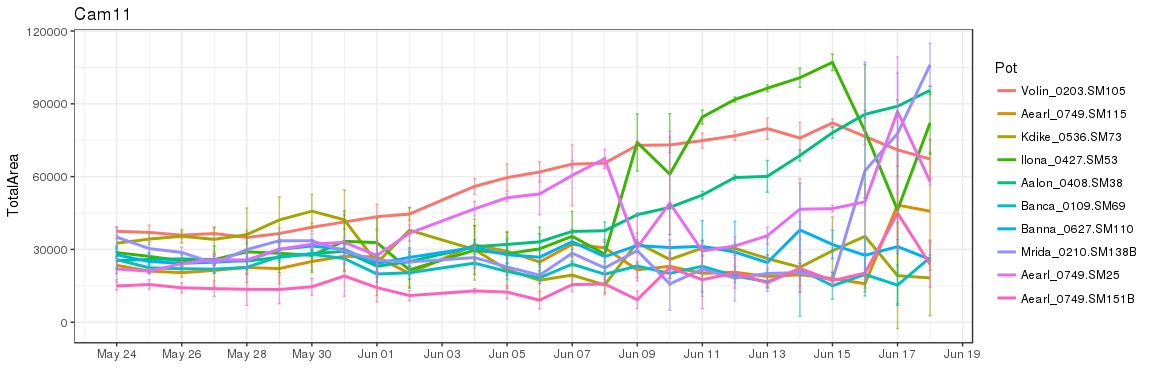 Cam11
TotalArea
120000
90000
60000
30000
0
May 24 May 26 May 28 May 30 Jun 01 Jun 03 Jun 05 Jun 07 Jun 09 Jun 11 Jun 13 Jun 15 Jun 17 Jun 19
Pot
Volin_0203.SM105
Aearl_0749.SM115
Kdike_0536.SM73
Ilona_0427.SM53
Aalon_0408.SM38
Banca_0109.SM69
Banna_0627.SM110
Mrida_0210.SM138B
Aearl_0749.SM25
Aearl_0749.SM151B